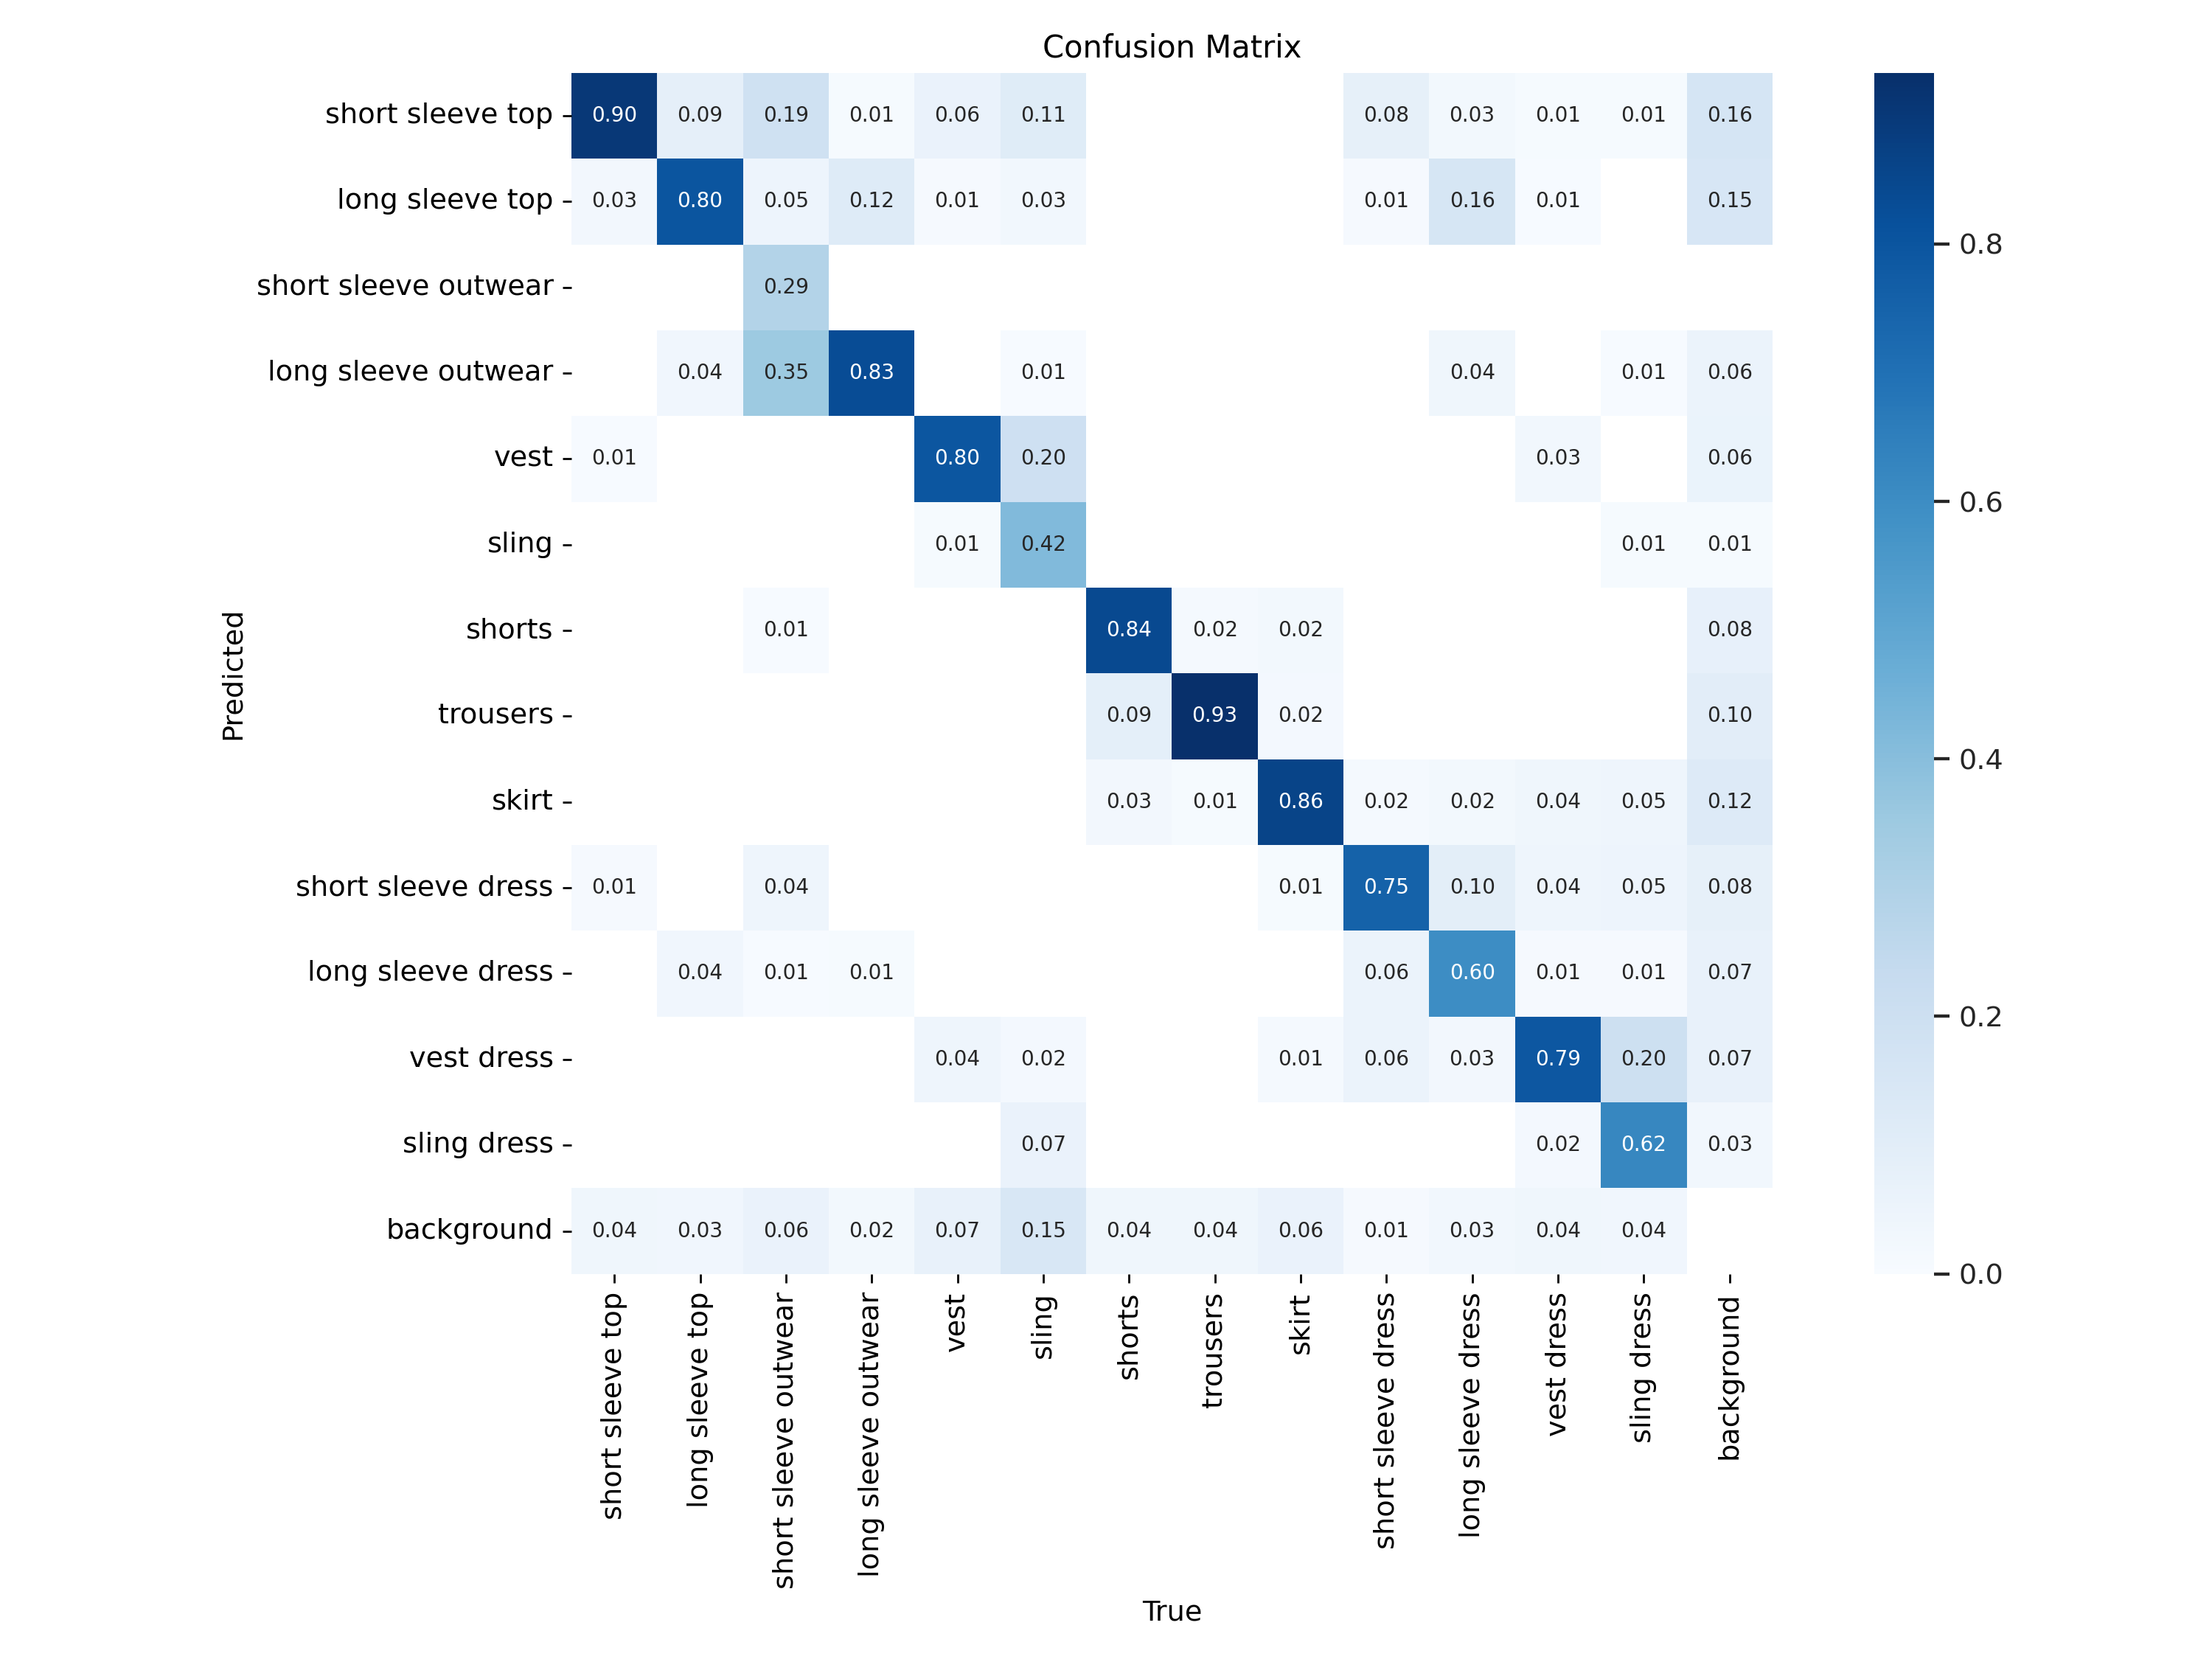 Confusion Matrix
short sleeve top 0.90 0.09 0.19 0.01 0.06 0.11 0.08 0.03 0.01 0.01 0.16
long sleeve top 0.03 0.80 0.05 0.12 0.01 0.03 0.01 0.16 0.01 0.15
short sleeve outwear 0.29
long sleeve outwear 0.04 0.35 0.83 0.01 0.04 0.01 0.06
vest 0.01 0.80 0.20 0.03 0.06
sling 0.01 0.42 0.01 0.01
shorts 0.01 0.84 0.02 0.02 0.08
trousers 0.09 0.93 0.02 0.10
skirt 0.03 0.01 0.86 0.02 0.02 0.04 0.05 0.12
short sleeve dress 0.01 0.04 0.01 0.75 0.10 0.04 0.05 0.08
long sleeve dress 0.04 0.01 0.01 0.06 0.60 0.01 0.01 0.07
vest dress 0.04 0.02 0.01 0.06 0.03 0.79 0.20 0.07
sling dress 0.07 0.02 0.62 0.03
background 0.04 0.03 0.06 0.02 0.07 0.15 0.04 0.04 0.06 0.01 0.03 0.04 0.04
Predicted
short sleeve top
long sleeve top
short sleeve outwear
long sleeve outwear
vest
sling
shorts
trousers
skirt
short sleeve dress
long sleeve dress
vest dress
sling dress
background
True
0.8
0.6
0.4
0.2
0.0